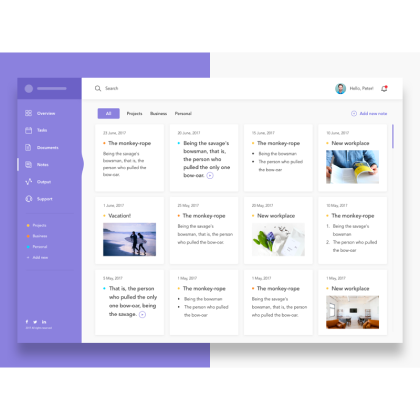 Search
Hello, Peter!
Overview
Tasks
Documents
Notes
Output
Support
Projects
Business
Personal
Add new
All
Projects
Business
Personal
Add new note
23 June, 2017
The monkey-rope
Being the savage's
bowsman, that is, the
person who pulled the
bow-oar.
20 June, 2017
Being the savage's
bowsman, that is,
the person who
pulled the only one
bow-oar.
15 June, 2017
The monkey-rope
Being the bowsman
The person who pulled
the bow-oar
10 June, 2017
New workplace
1 June, 2017
Vacation!
25 May, 2017
The monkey-rope
Being the savage's
bowsman, that is, the person
who pulled the bow-oar.
20 May, 2017
New workplace
10 May, 2017
The monkey-rope
1. Being the savage's
bowsman
2. The person who pulled
the bow-oar
5 May, 2017
That is, the person
who pulled the only
one bow-oar, being
the savage.
1 May, 2017
The monkey-rope
Being the bowsman
The person who pulled
the bow-oar
1 May, 2017
The monkey-rope
Being the savage's
bowsman, that is, the person
who pulled the bow-oar.
1 May, 2017
New workplace